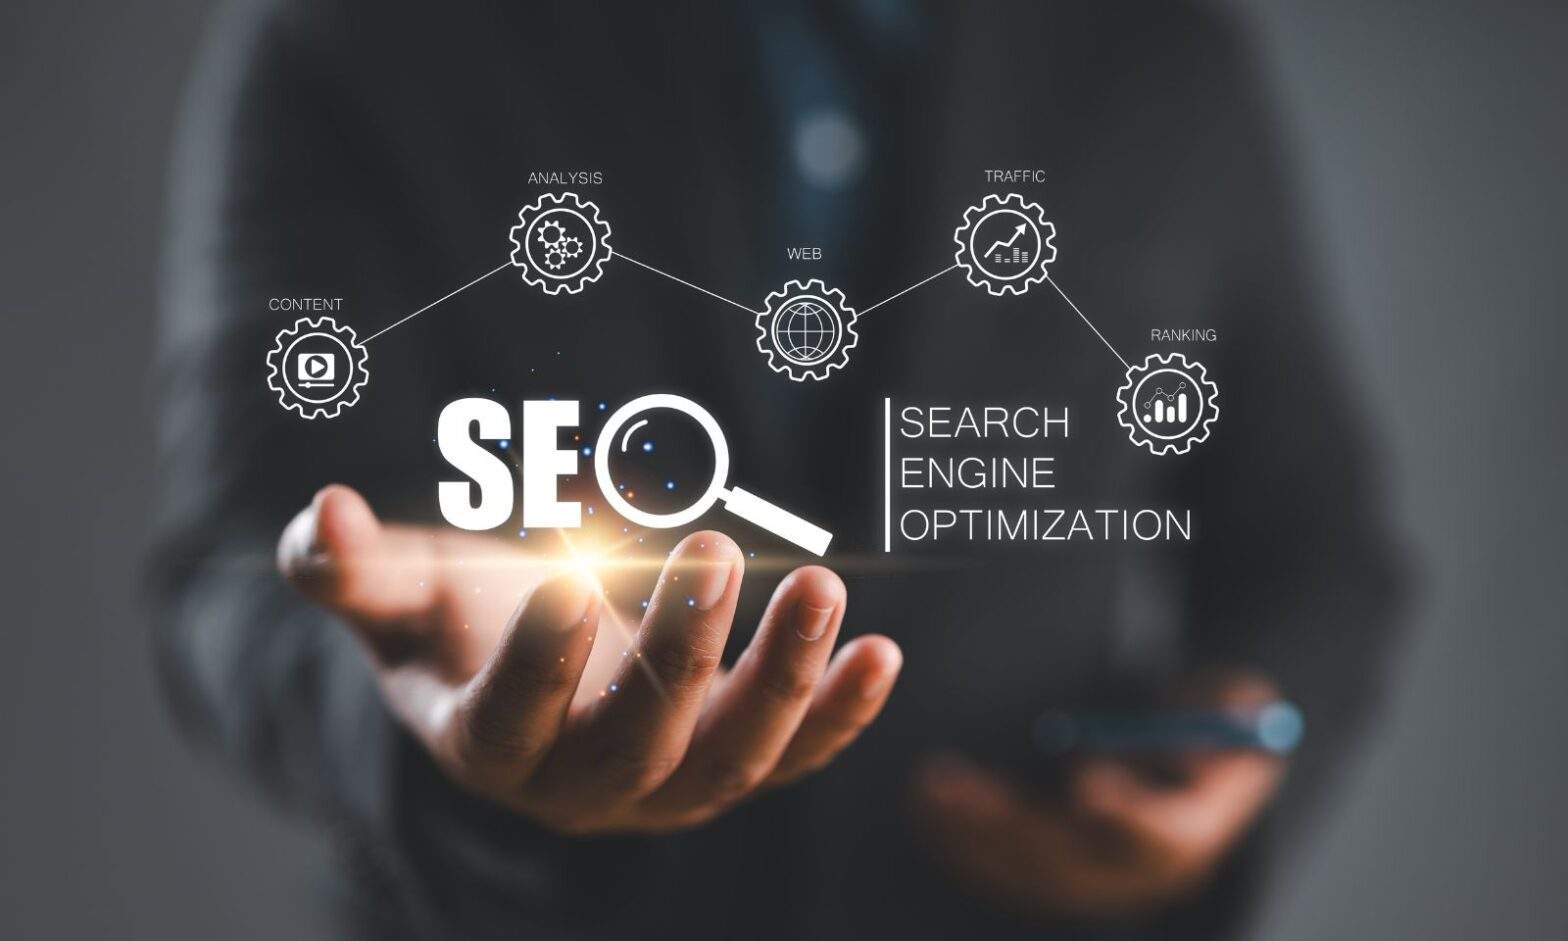 ANALYSIS
TRAFFIC
WEB
CONTENT
RANKING
SEO
SEARCH
ENGINE
OPTIMIZATION